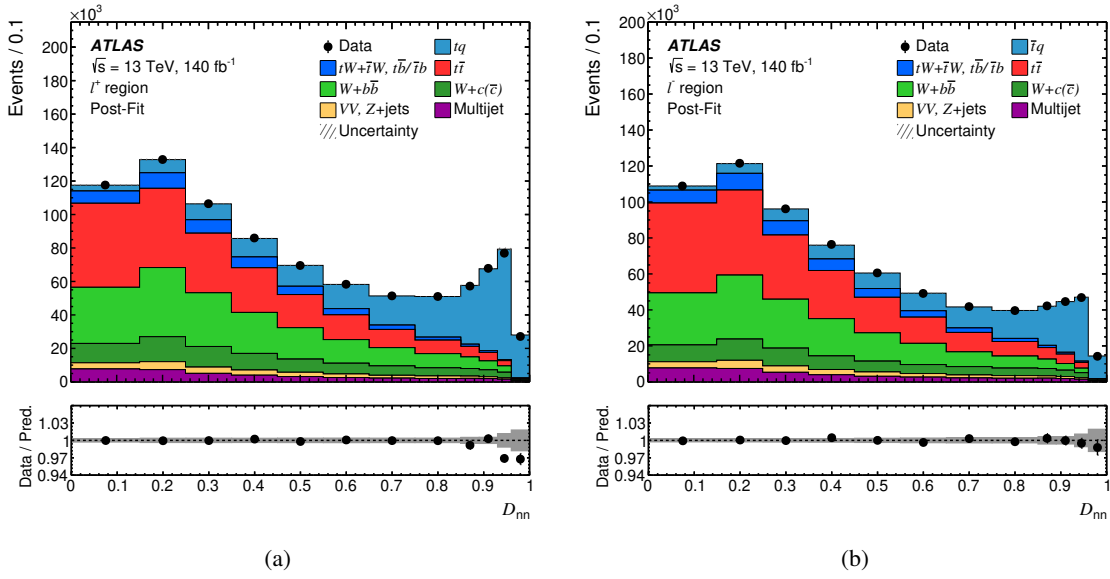 ×10³
Events / 0.1
200
180
160
140
120
100
80
60
40
20
0
ATLAS
√s = 13 TeV, 140 fb⁻¹
l⁺ region
Post-Fit
Data
tq
tW+t̅W, tb̅/t̅b
tt̅
W+bb̅
W+c(c̅)
VV, Z+jets
Multijet
Uncertainty
Data / Pred.
1.03
1
0.97
0.94
0 0.1 0.2 0.3 0.4 0.5 0.6 0.7 0.8 0.9 1
Dnn
(a)
×10³
Events / 0.1
200
180
160
140
120
100
80
60
40
20
0
ATLAS
√s = 13 TeV, 140 fb⁻¹
l⁻ region
Post-Fit
Data
t̅q
tW+t̅W, tb̅/t̅b
tt̅
W+bb̅
W+c(c̅)
VV, Z+jets
Multijet
Uncertainty
Data / Pred.
1.03
1
0.97
0.94
0 0.1 0.2 0.3 0.4 0.5 0.6 0.7 0.8 0.9 1
Dnn
(b)